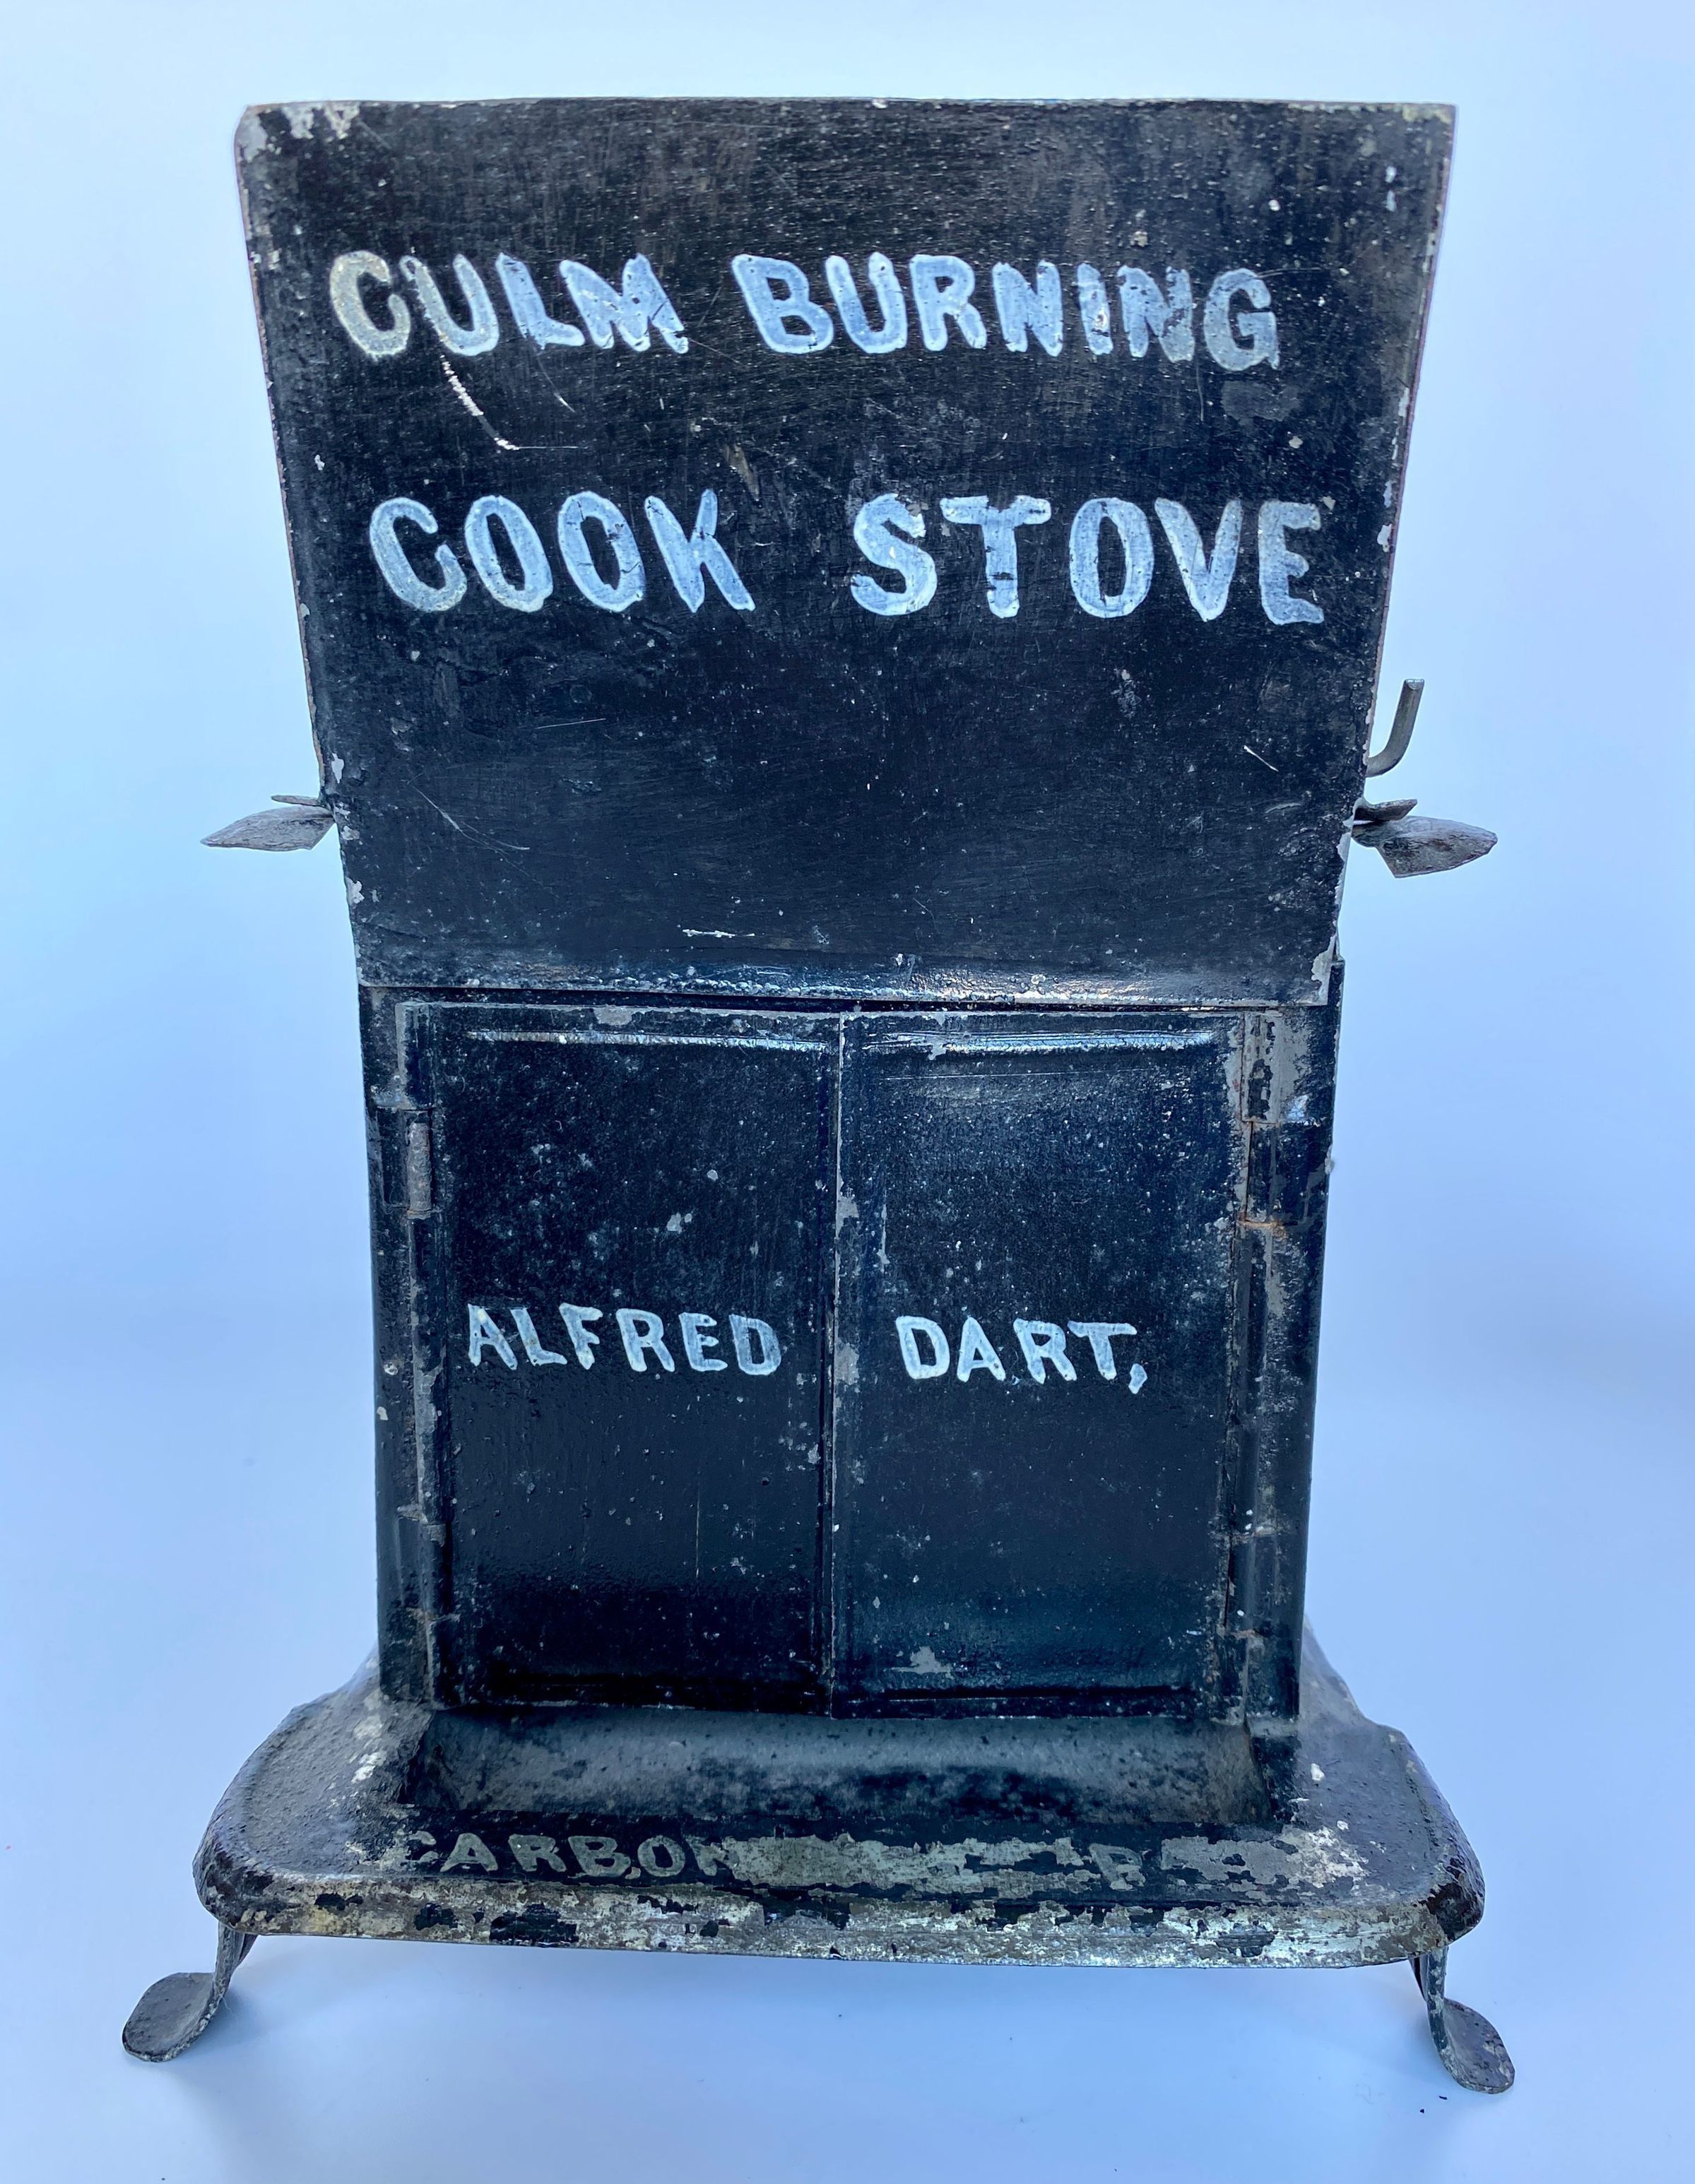 CULM BURNING
COOK STOVE
ALFRED DART,